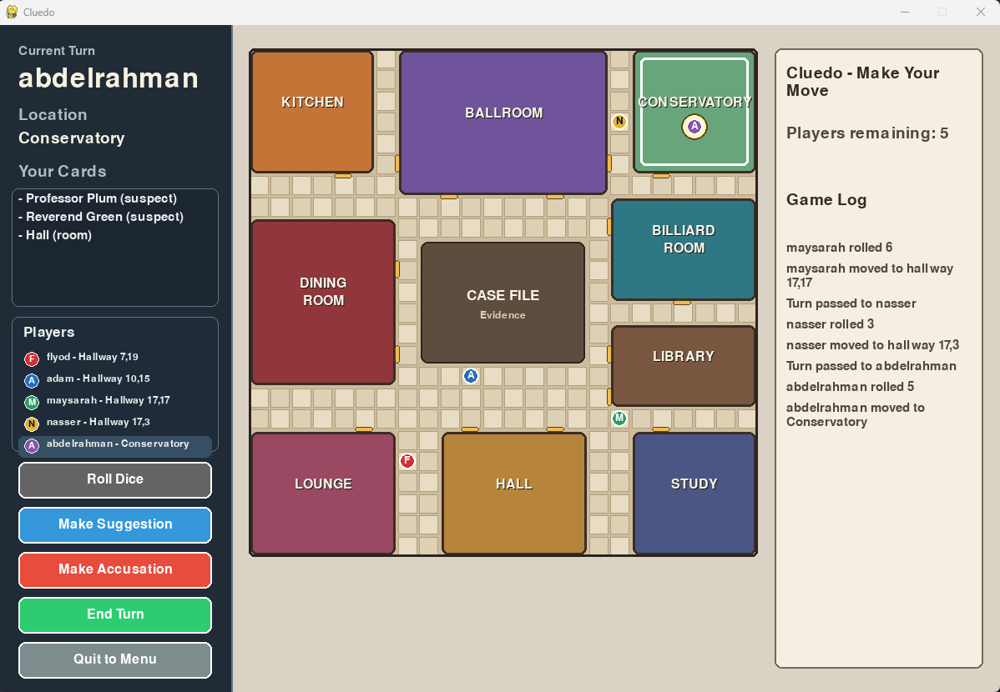 Cluedo
Current Turn
abdelrahman
Location
Conservatory
Your Cards
- Professor Plum (suspect)
- Reverend Green (suspect)
- Hall (room)
Players
F flyod - Hallway 7,19
A adam - Hallway 10,15
M maysarah - Hallway 17,17
N nasser - Hallway 17,3
A abdelrahman - Conservatory
Roll Dice
Make Suggestion
Make Accusation
End Turn
Quit to Menu
KITCHEN
BALLROOM
CONSERVATORY
N
A
BILLIARD
ROOM
DINING
ROOM
CASE FILE
Evidence
LIBRARY
A
M
F
LOUNGE
HALL
STUDY
Cluedo - Make Your
Move
Players remaining: 5
Game Log
maysarah rolled 6
maysarah moved to hallway
17,17
Turn passed to nasser
nasser rolled 3
nasser moved to hallway 17,3
Turn passed to abdelrahman
abdelrahman rolled 5
abdelrahman moved to
Conservatory